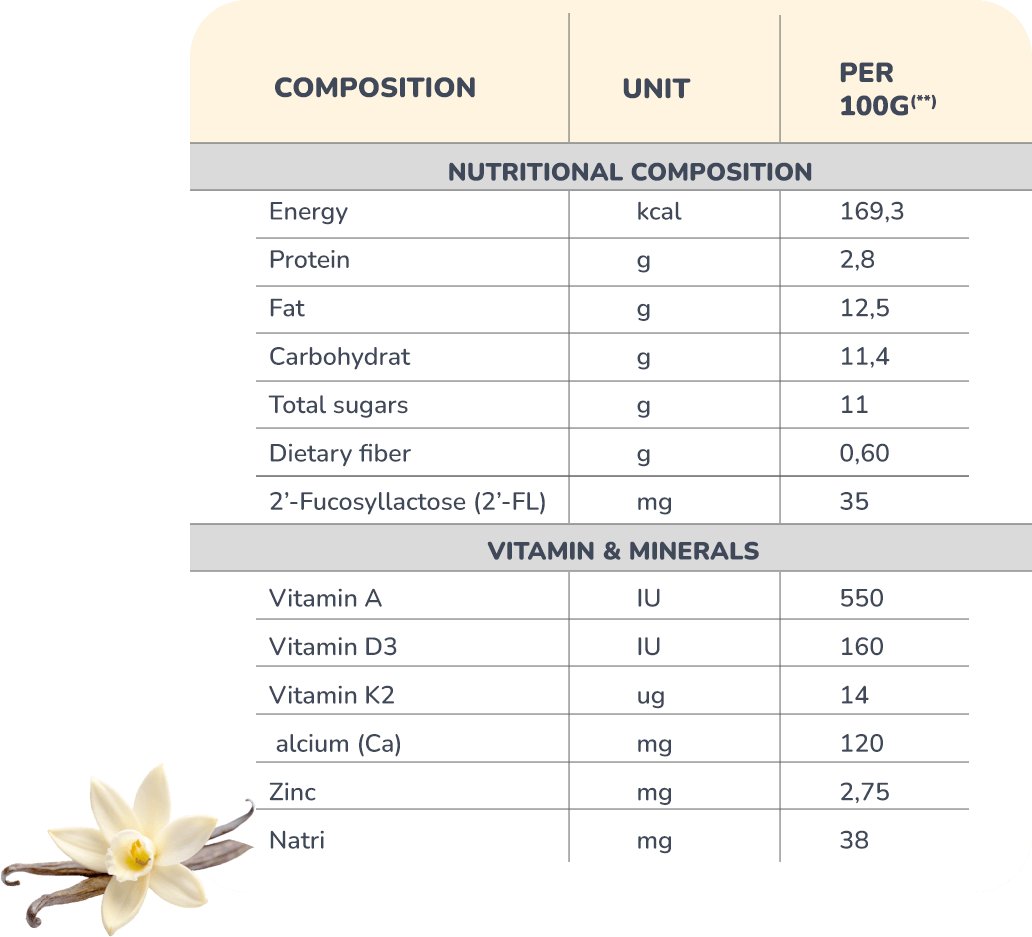 COMPOSITION UNIT PER
100G(**)
NUTRITIONAL COMPOSITION
Energy kcal 169,3
Protein g 2,8
Fat g 12,5
Carbohydrat g 11,4
Total sugars g 11
Dietary fiber g 0,60
2’-Fucosyllactose (2’-FL) mg 35
VITAMIN & MINERALS
Vitamin A IU 550
Vitamin D3 IU 160
Vitamin K2 ug 14
alcium (Ca) mg 120
Zinc mg 2,75
Natri mg 38